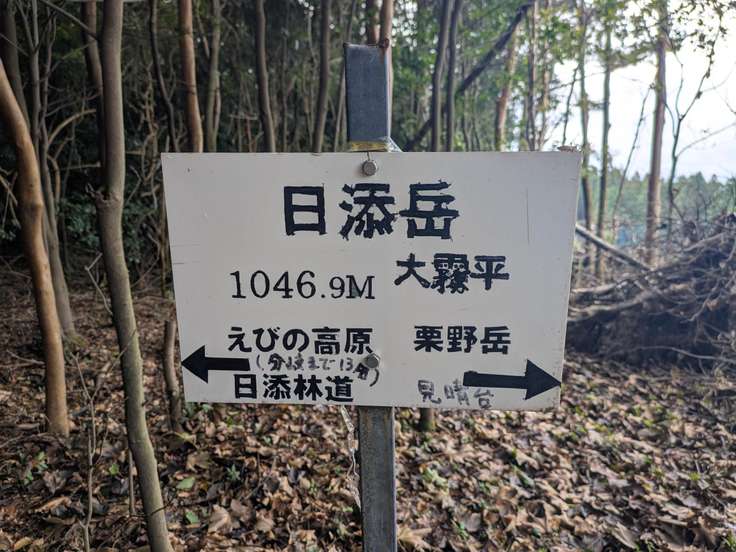 日添岳
1046.9M
大霧平
えびの高原
(分岐まで13分)
日添林道
栗野岳
見晴台